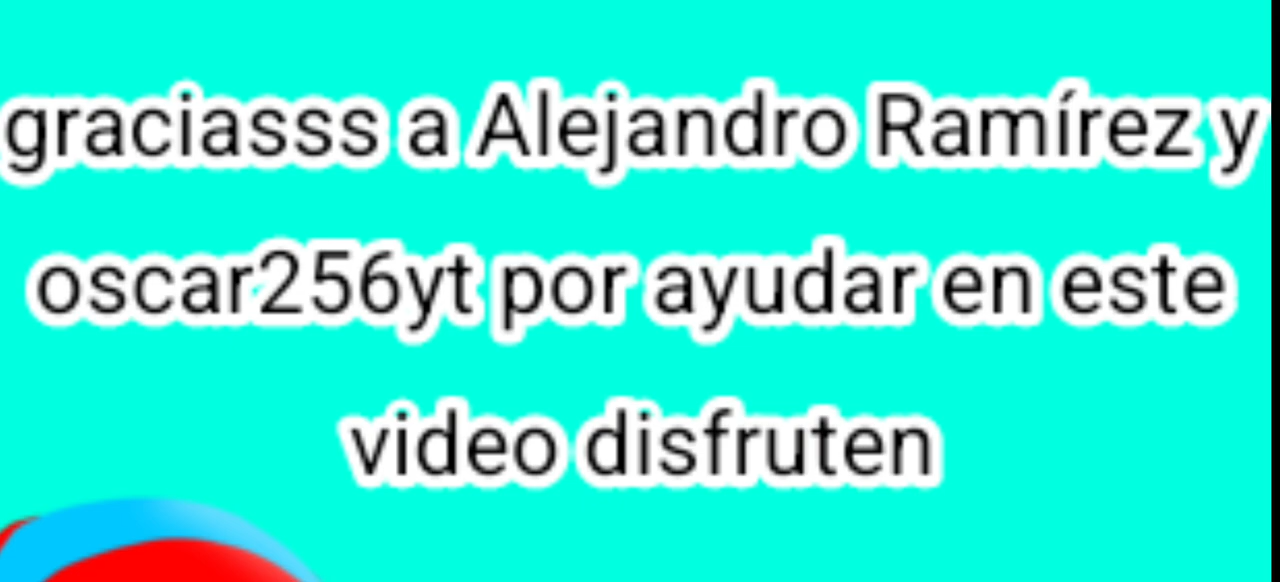 graciasss a Alejandro Ramírez y
oscar256yt por ayudar en este
video disfruten